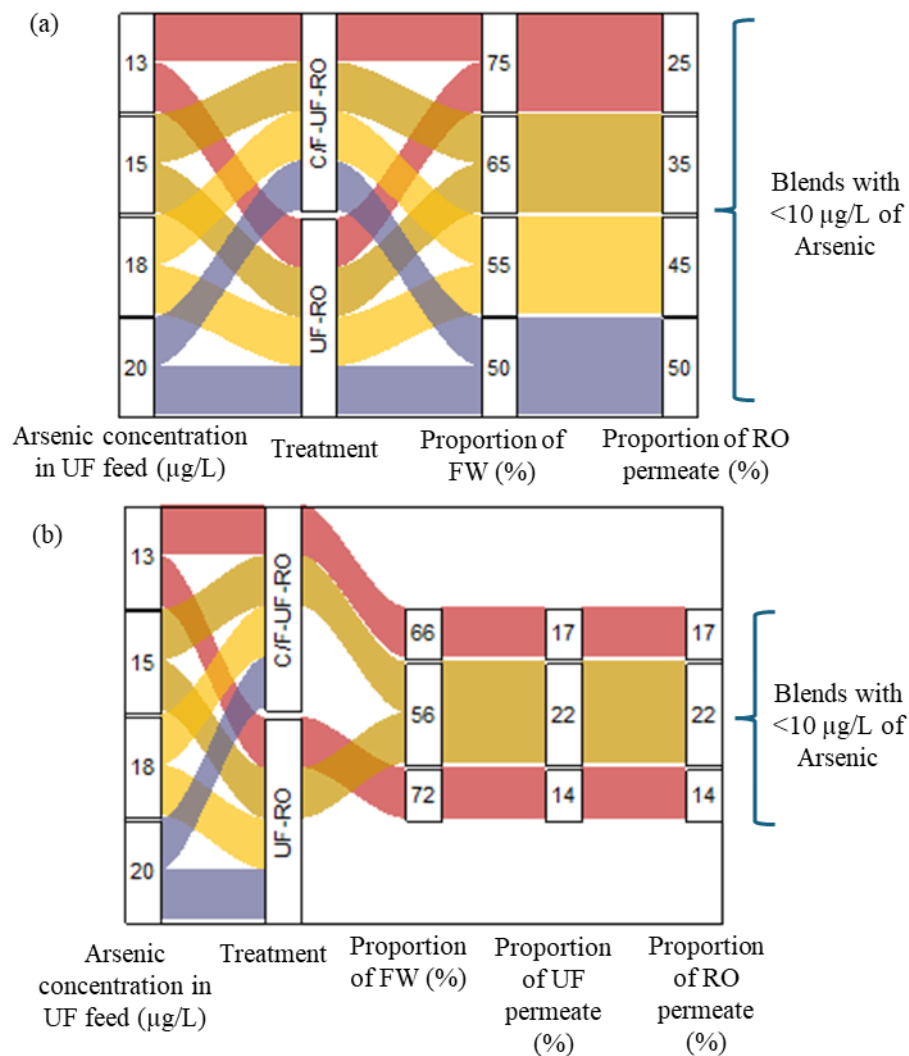 (a)
13
15
18
20
C/F-UF-RO
UF-RO
75
65
55
50
25
35
45
50
Blends with
<10 µg/L of
Arsenic
Arsenic concentration
in UF feed (µg/L)
Treatment
Proportion of
FW (%)
Proportion of RO
permeate (%)
(b)
13
15
18
20
C/F-UF-RO
UF-RO
66
56
72
17
22
14
17
22
14
Blends with
<10 µg/L of
Arsenic
Arsenic
concentration in
UF feed (µg/L)
Treatment
Proportion
of FW (%)
Proportion
of UF
permeate
(%)
Proportion
of RO
permeate
(%)